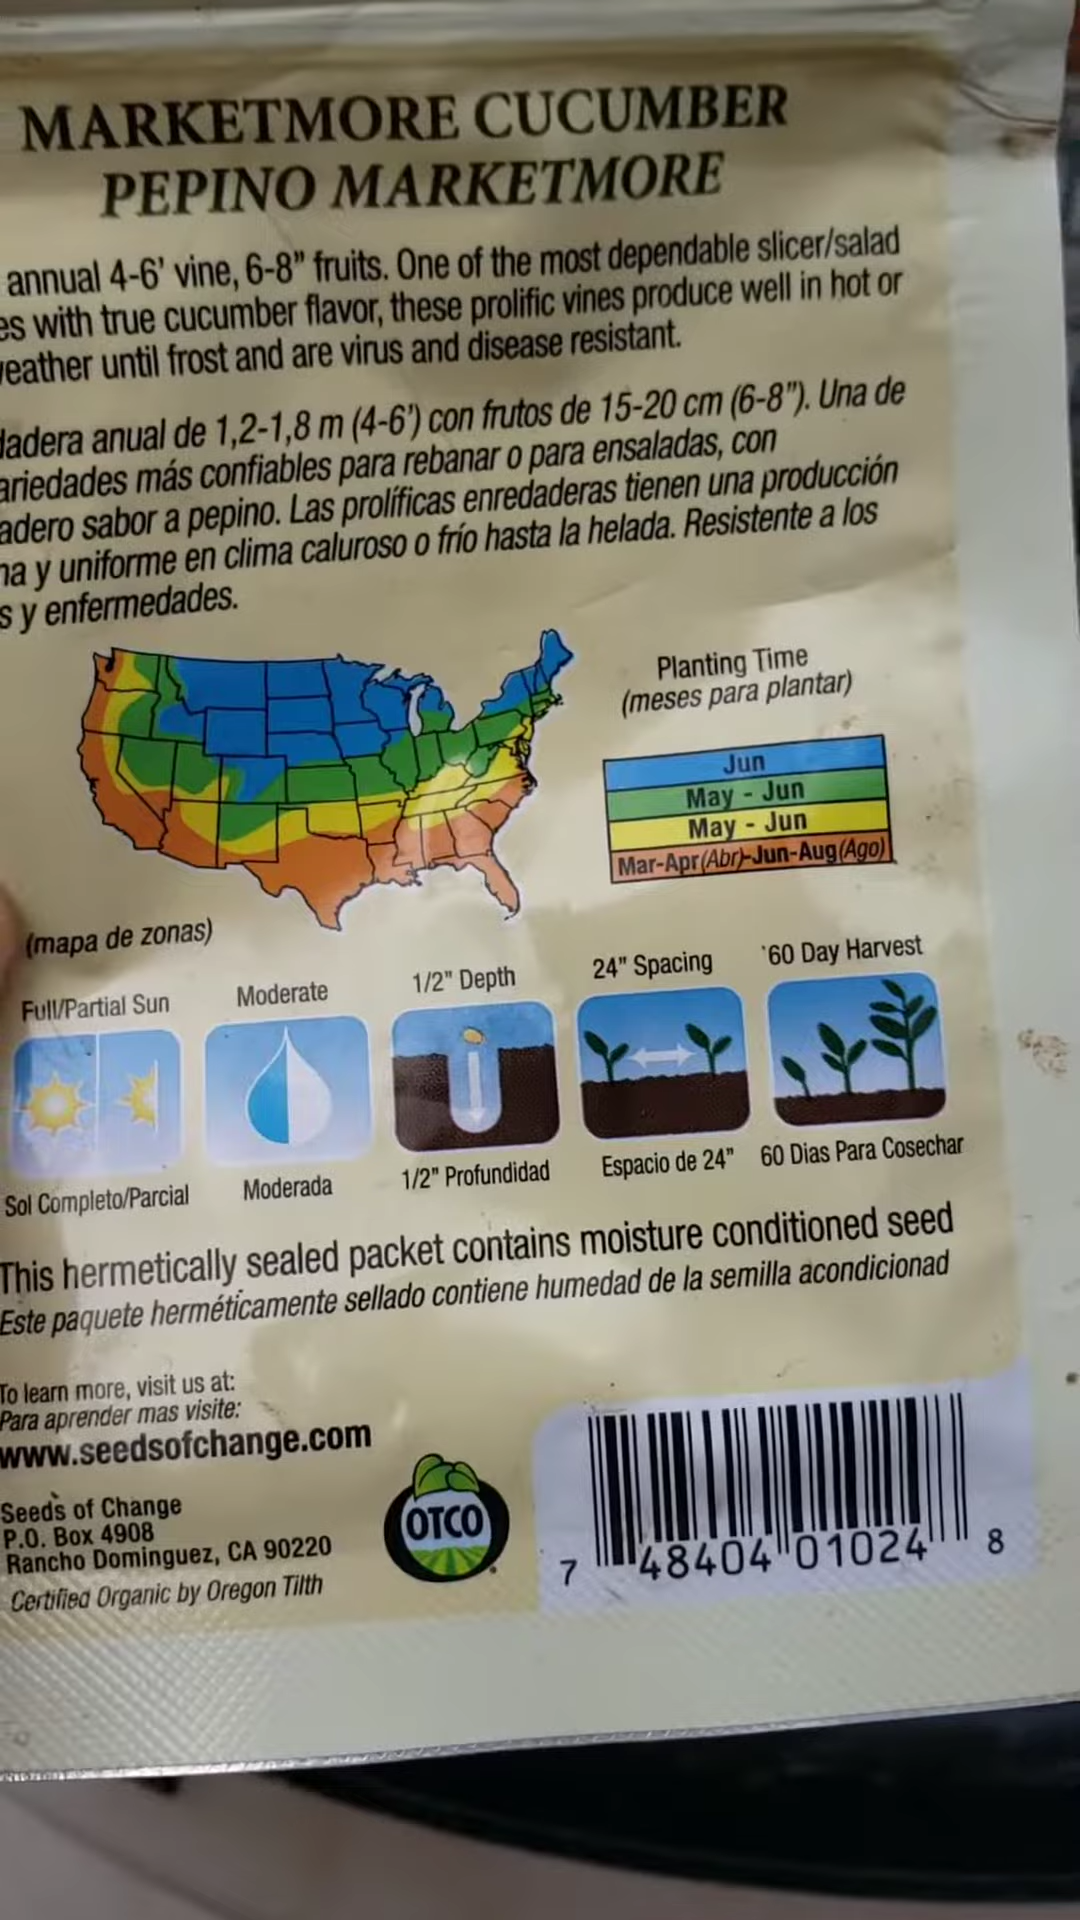 MARKETMORE CUCUMBER
PEPINO MARKETMORE
annual 4-6' vine, 6-8" fruits. One of the most dependable slicer/salad
es with true cucumber flavor, these prolific vines produce well in hot or
eather until frost and are virus and disease resistant.
dadera anual de 1,2-1,8 m (4-6') con frutos de 15-20 cm (6-8"). Una de
ariedades más confiables para rebanar o para ensaladas, con
adero sabor a pepino. Las prolíficas enredaderas tienen una producción
na y uniforme en clima caluroso o frío hasta la helada. Resistente a los
s y enfermedades.
Planting Time
(meses para plantar)
Jun
May - Jun
May - Jun
Mar-Apr(Abr)-Jun-Aug(Ago)
(mapa de zonas)
Full/Partial Sun Moderate 1/2" Depth 24" Spacing 60 Day Harvest
Sol Completo/Parcial Moderada 1/2" Profundidad Espacio de 24" 60 Dias Para Cosechar
This hermetically sealed packet contains moisture conditioned seed
Este paquete herméticamente sellado contiene humedad de la semilla acondicionad
To learn more, visit us at:
Para aprender mas visite:
www.seedsofchange.com
Seeds of Change
P.O. Box 4908
Rancho Dominguez, CA 90220
Certified Organic by Oregon Tilth
OTCO
7 48404 01024 8